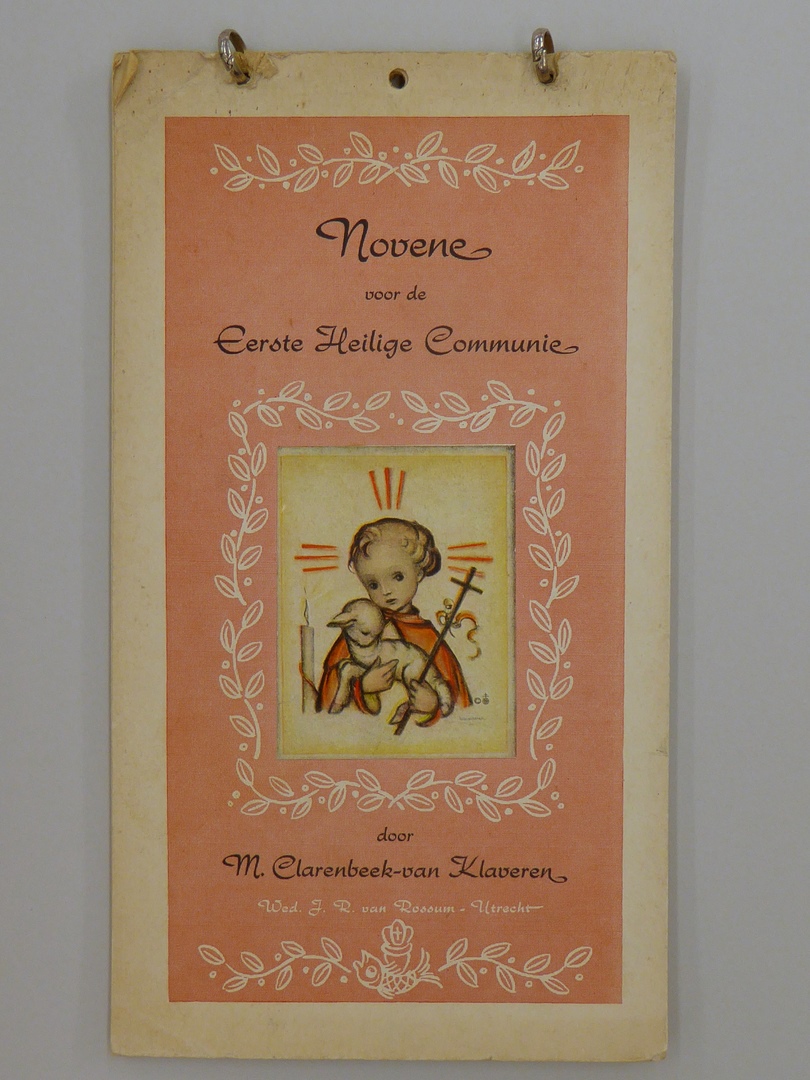 Novene
voor de
Eerste Heilige Communie
door
M. Clarenbeek-van Klaveren
Wed. J. R. van Rossum - Utrecht